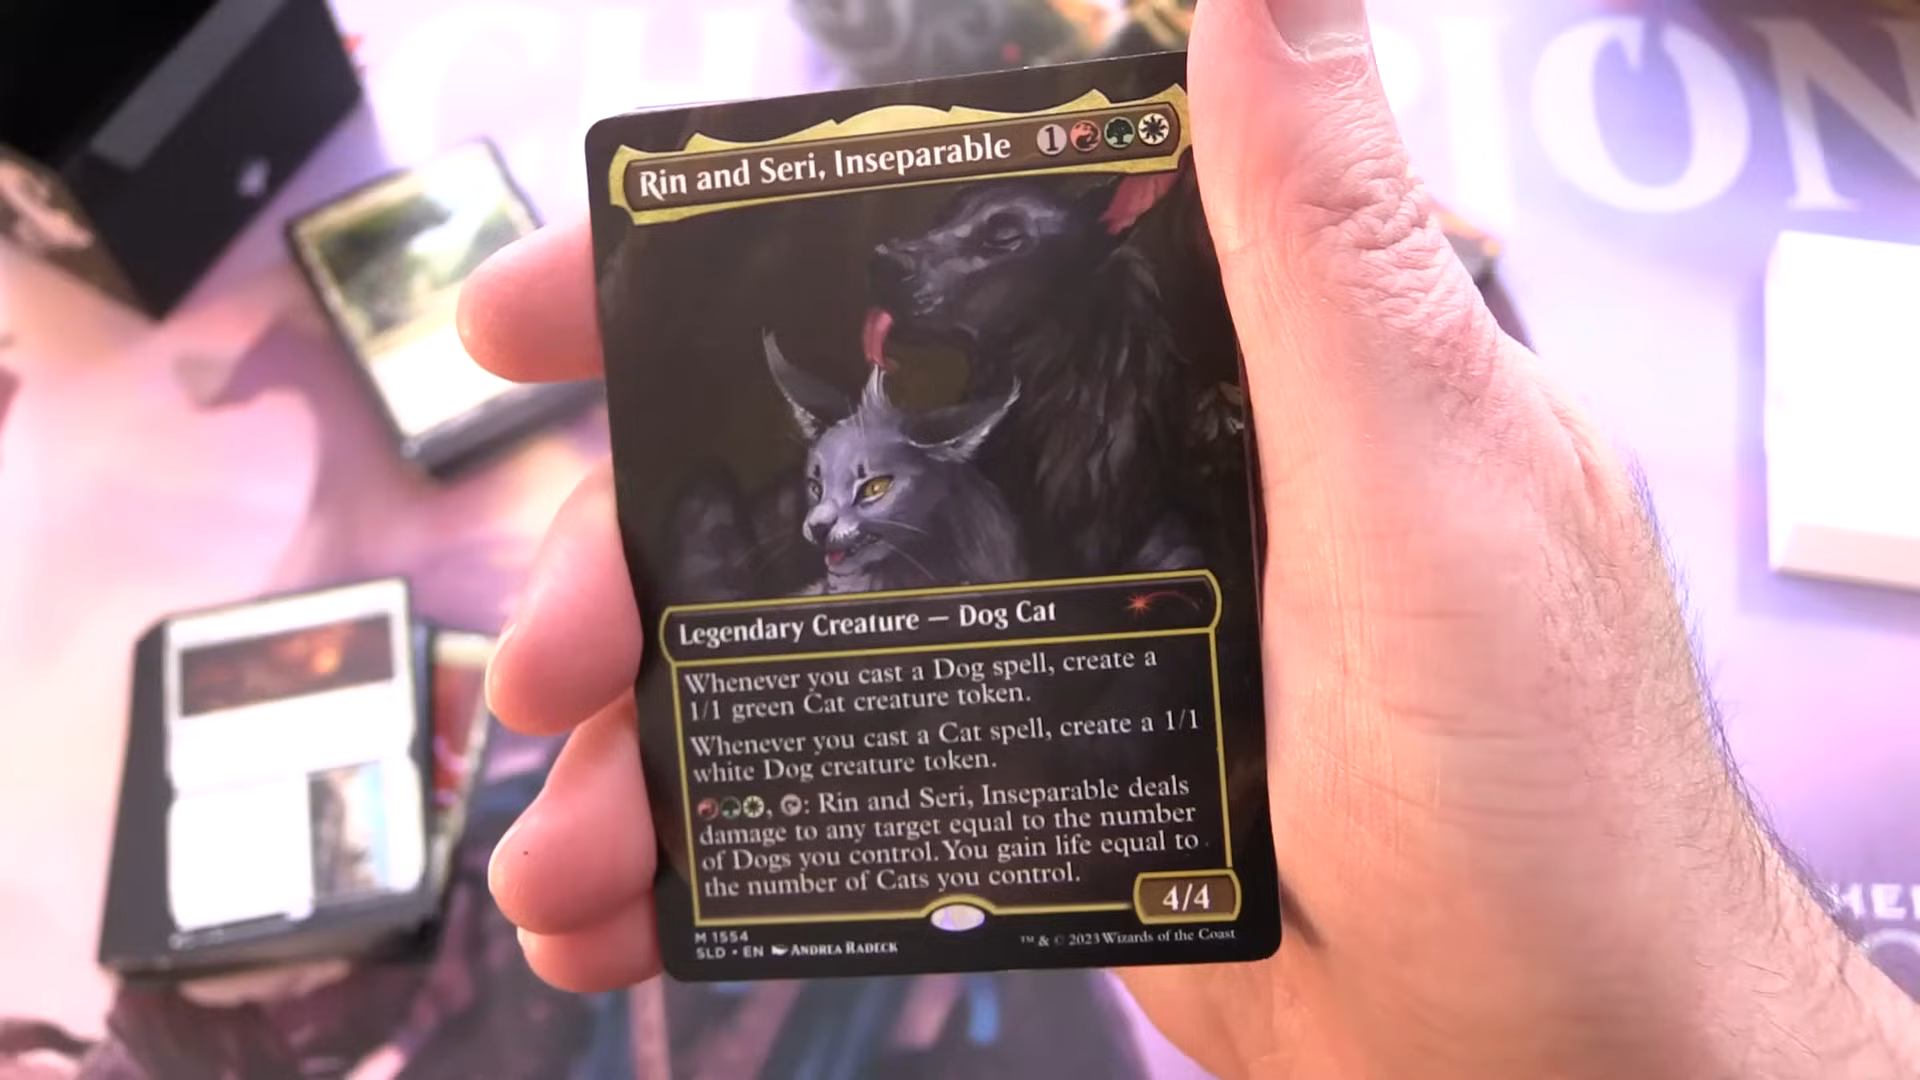 Rin and Seri, Inseparable 1
Legendary Creature — Dog Cat
Whenever you cast a Dog spell, create a
1/1 green Cat creature token.
Whenever you cast a Cat spell, create a 1/1
white Dog creature token.
, : Rin and Seri, Inseparable deals
damage to any target equal to the number
of Dogs you control. You gain life equal to
the number of Cats you control.
4/4
M 1554
SLD • EN ANDREA RADECK
™ & © 2023 Wizards of the Coast